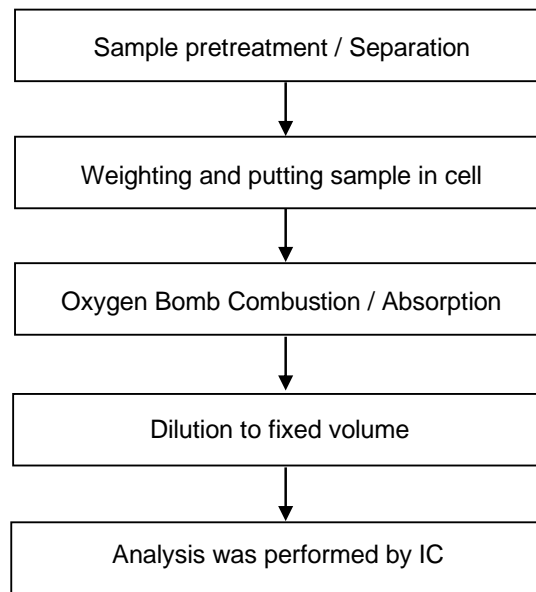 Sample pretreatment / Separation
Weighting and putting sample in cell
Oxygen Bomb Combustion / Absorption
Dilution to fixed volume
Analysis was performed by IC